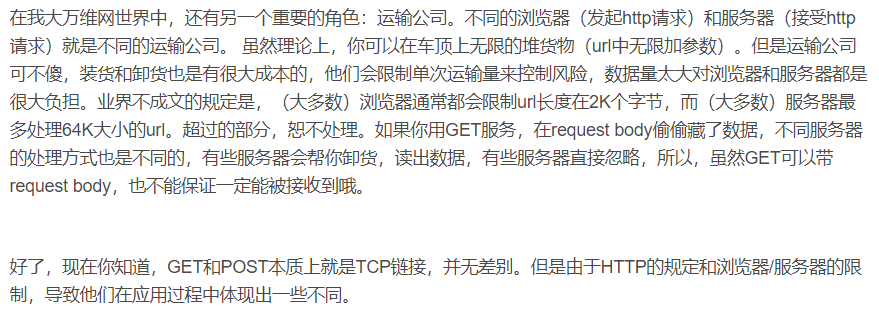 在我大万维网世界中，还有另一个重要的角色：运输公司。不同的浏览器（发起http请求）和服务器（接受http
请求）就是不同的运输公司。 虽然理论上，你可以在车顶上无限的堆货物（url中无限加参数）。但是运输公司
可不傻，装货和卸货也是有很大成本的，他们会限制单次运输量来控制风险，数据量太大对浏览器和服务器都是
很大负担。业界不成文的规定是，（大多数）浏览器通常都会限制url长度在2K个字节，而（大多数）服务器最
多处理64K大小的url。超过的部分，恕不处理。如果你用GET服务，在request body偷偷藏了数据，不同服务器
的处理方式也是不同的，有些服务器会帮你卸货，读出数据，有些服务器直接忽略，所以，虽然GET可以带
request body，也不能保证一定能被接收到哦。
好了，现在你知道，GET和POST本质上就是TCP链接，并无差别。但是由于HTTP的规定和浏览器/服务器的限
制，导致他们在应用过程中体现出一些不同。